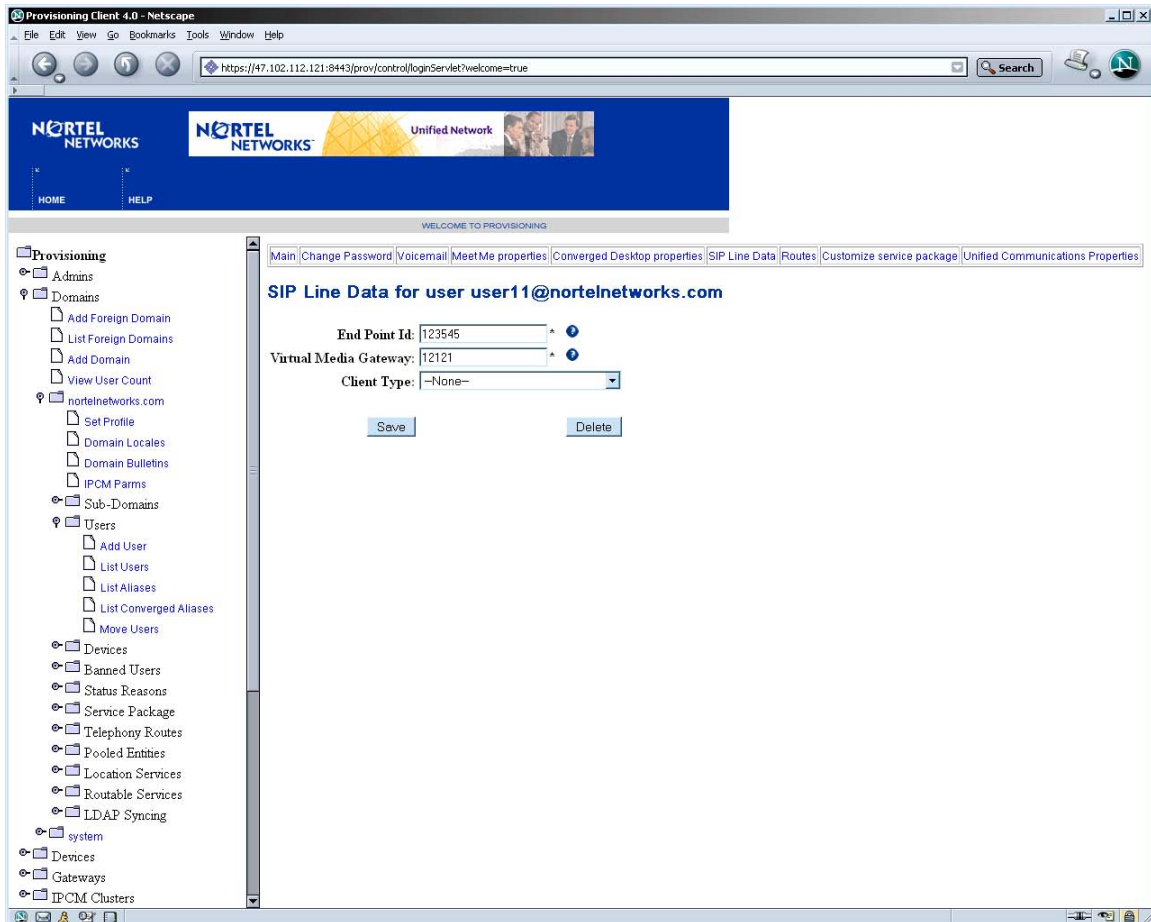 Provisioning Client 4.0 - Netscape
File Edit View Go Bookmarks Tools Window Help
https://47.102.112.121:8443/prov/control/loginServlet?welcome=true
Search
N
NORTEL
NETWORKS
NORTEL
NETWORKS
Unified Network
HOME
HELP
WELCOME TO PROVISIONING
Provisioning
Admins
Domains
Add Foreign Domain
List Foreign Domains
Add Domain
View User Count
nortelnetworks.com
Set Profile
Domain Locales
Domain Bulletins
IPCM Parms
Sub-Domains
Users
Add User
List Users
List Aliases
List Converged Aliases
Move Users
Devices
Banned Users
Status Reasons
Service Package
Telephony Routes
Pooled Entities
Location Services
Routable Services
LDAP Syncing
system
Devices
Gateways
IPCM Clusters
Main Change Password Voicemail MeetMe properties Converged Desktop properties SIP Line Data Routes Customize service package Unified Communications Properties
SIP Line Data for user user11@nortelnetworks.com
End Point Id: 123545 * ?
Virtual Media Gateway: 12121 * ?
Client Type: --None--
Save
Delete